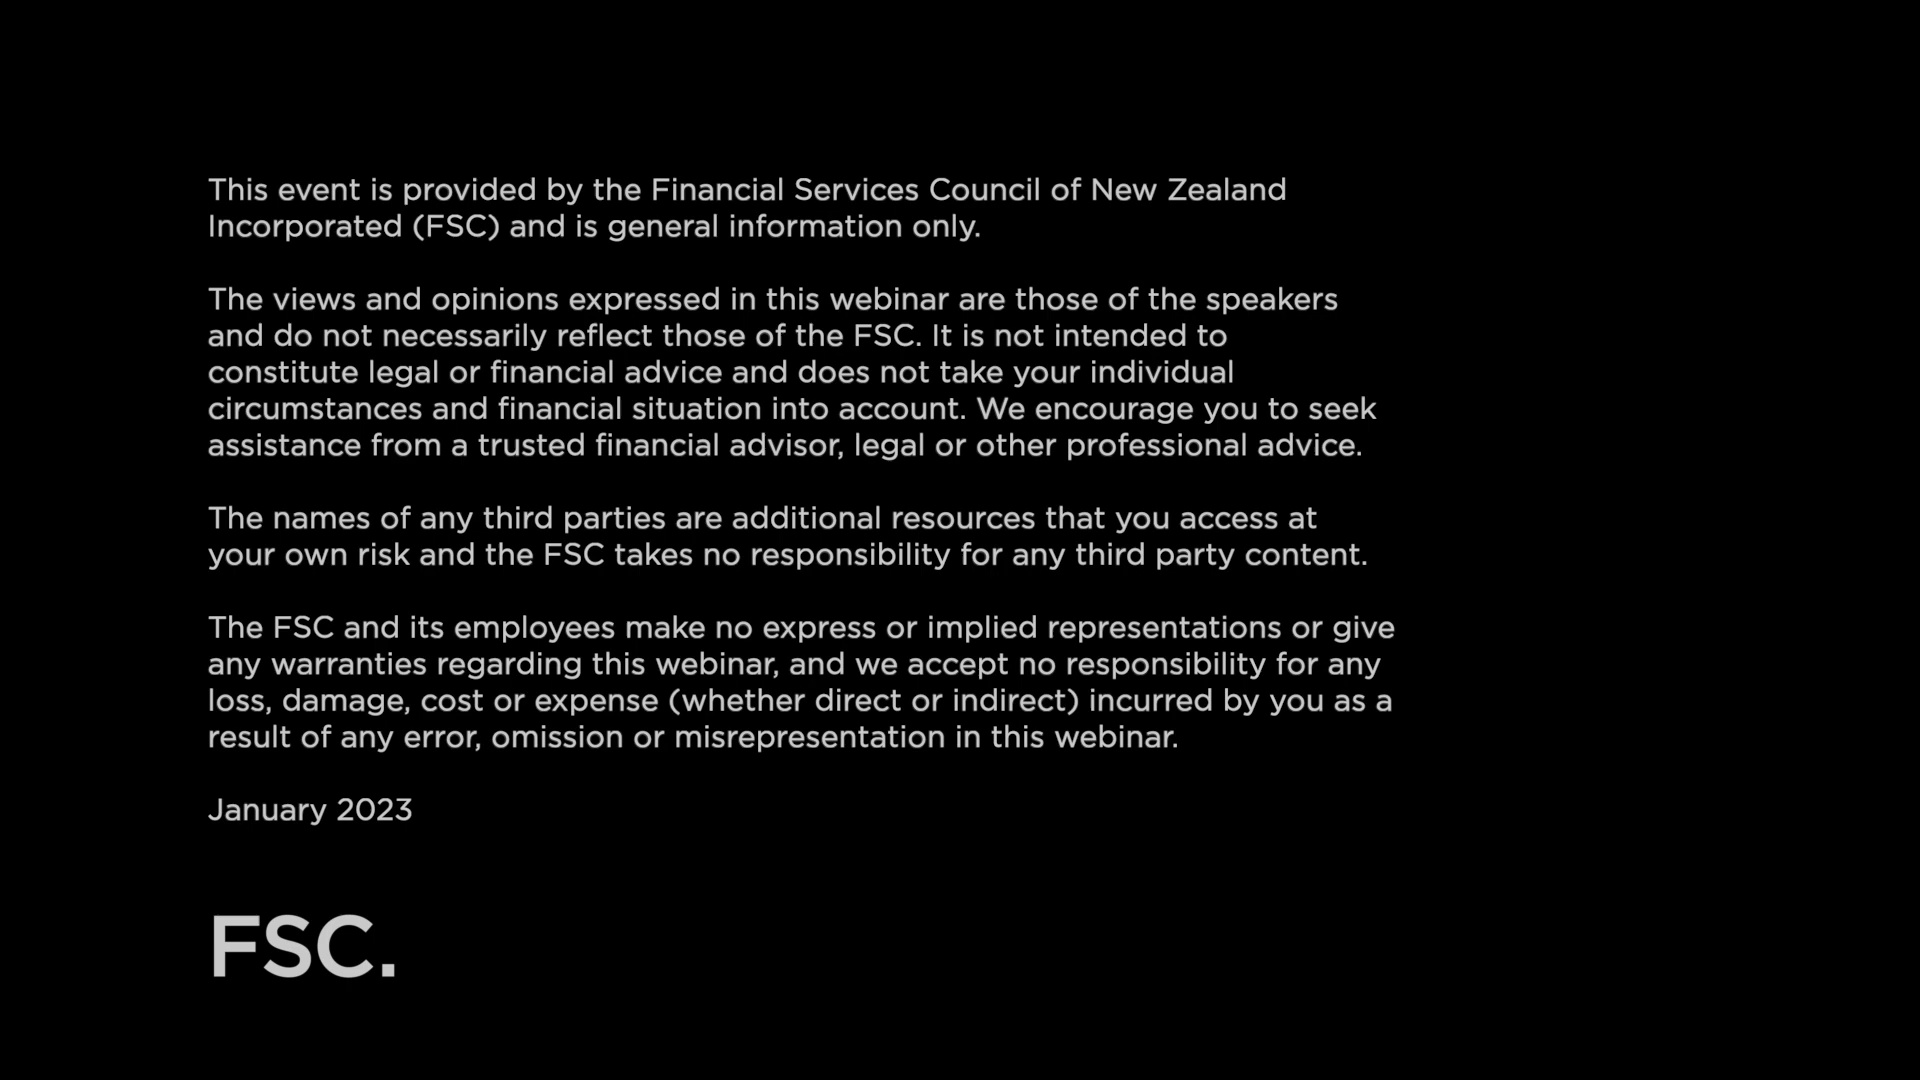 This event is provided by the Financial Services Council of New Zealand
Incorporated (FSC) and is general information only.
The views and opinions expressed in this webinar are those of the speakers
and do not necessarily reflect those of the FSC. It is not intended to
constitute legal or financial advice and does not take your individual
circumstances and financial situation into account. We encourage you to seek
assistance from a trusted financial advisor, legal or other professional advice.
The names of any third parties are additional resources that you access at
your own risk and the FSC takes no responsibility for any third party content.
The FSC and its employees make no express or implied representations or give
any warranties regarding this webinar, and we accept no responsibility for any
loss, damage, cost or expense (whether direct or indirect) incurred by you as a
result of any error, omission or misrepresentation in this webinar.
January 2023
FSC.